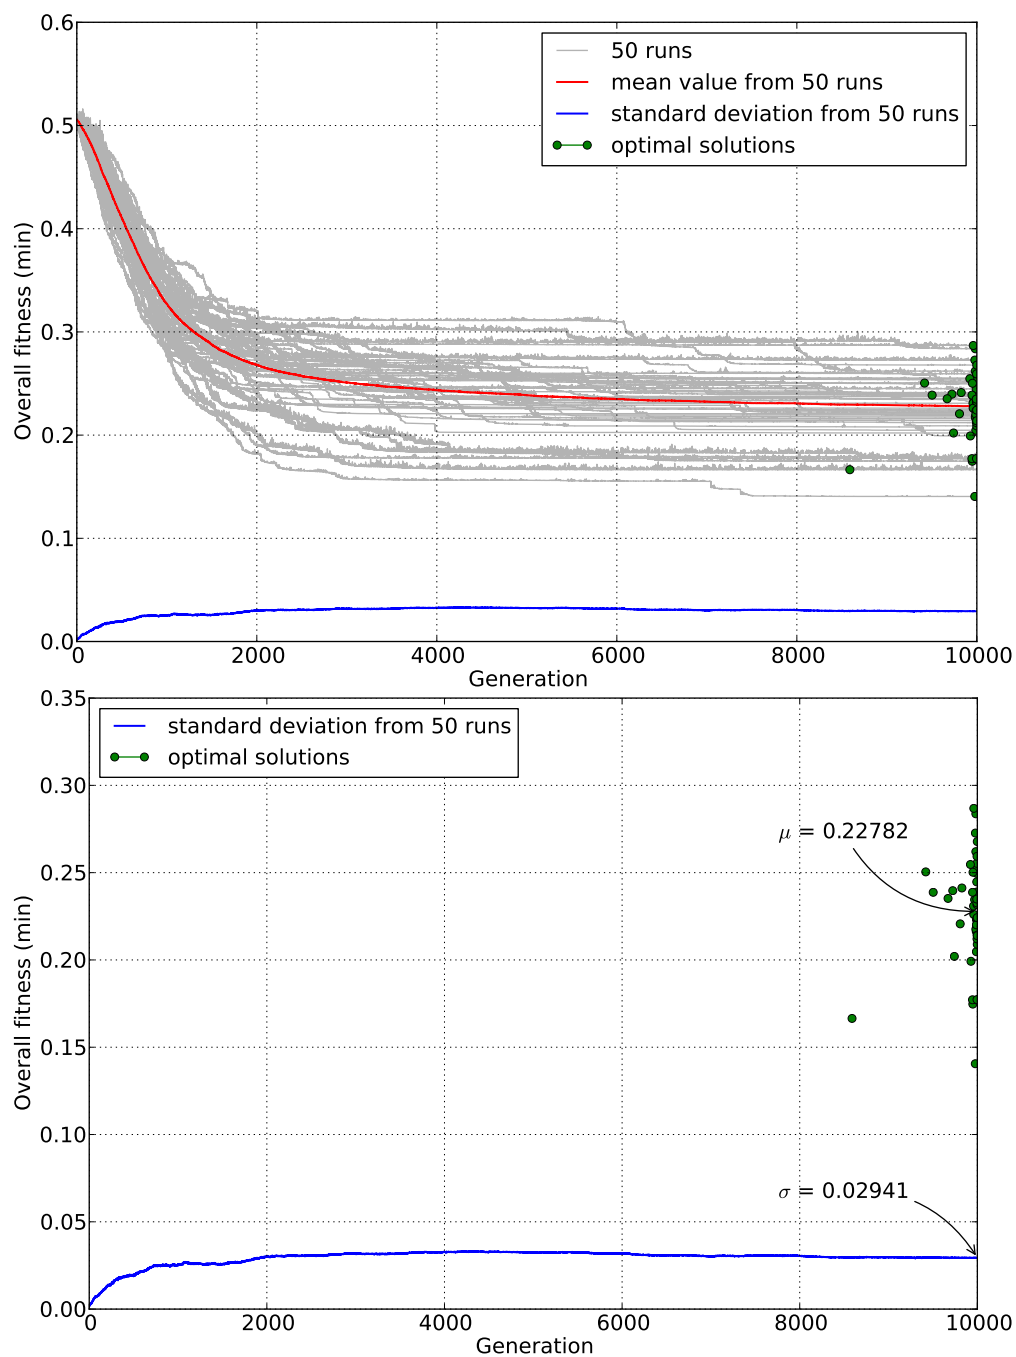 0.6
50 runs
mean value from 50 runs
standard deviation from 50 runs
optimal solutions
0.5
0.4
0.3
0.2
0.1
0.0
Overall fitness (min)
0 2000 4000 6000 8000 10000
Generation
0.35
standard deviation from 50 runs
optimal solutions
0.30
μ = 0.22782
0.25
0.20
0.15
0.10
σ = 0.02941
0.05
0.00
Overall fitness (min)
0 2000 4000 6000 8000 10000
Generation